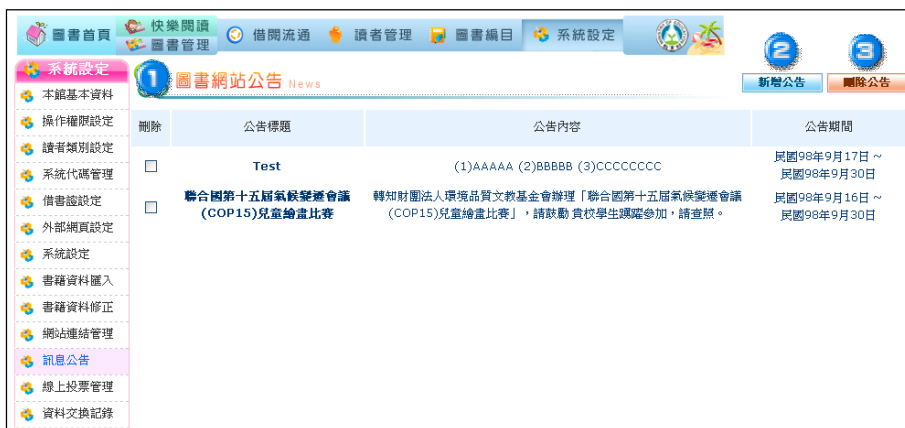 圖書首頁
快樂閱讀
圖書管理
借閱流通
讀者管理
圖書編目
系統設定
2
3
系統設定
1
圖書網站公告 News
新增公告
刪除公告
本館基本資料
操作權限設定
讀者類別設定
系統代碼管理
借書證設定
外部網頁設定
系統設定
書籍資料匯入
書籍資料修正
網站連結管理
訊息公告
線上投票管理
資料交換記錄
刪除 公告標題 公告內容 公告期間
Test (1)AAAAA (2)BBBBB (3)CCCCCCCC 民國98年9月17日 ~
民國98年9月30日
聯合國第十五屆氣候變遷會議 轉知財團法人環境品質文教基金會辦理「聯合國第十五屆氣候變遷會議 民國98年9月16日 ~
(COP15)兒童繪畫比賽 (COP15)兒童繪畫比賽」，請鼓勵 貴校學生踴躍參加，請查照。 民國98年9月30日